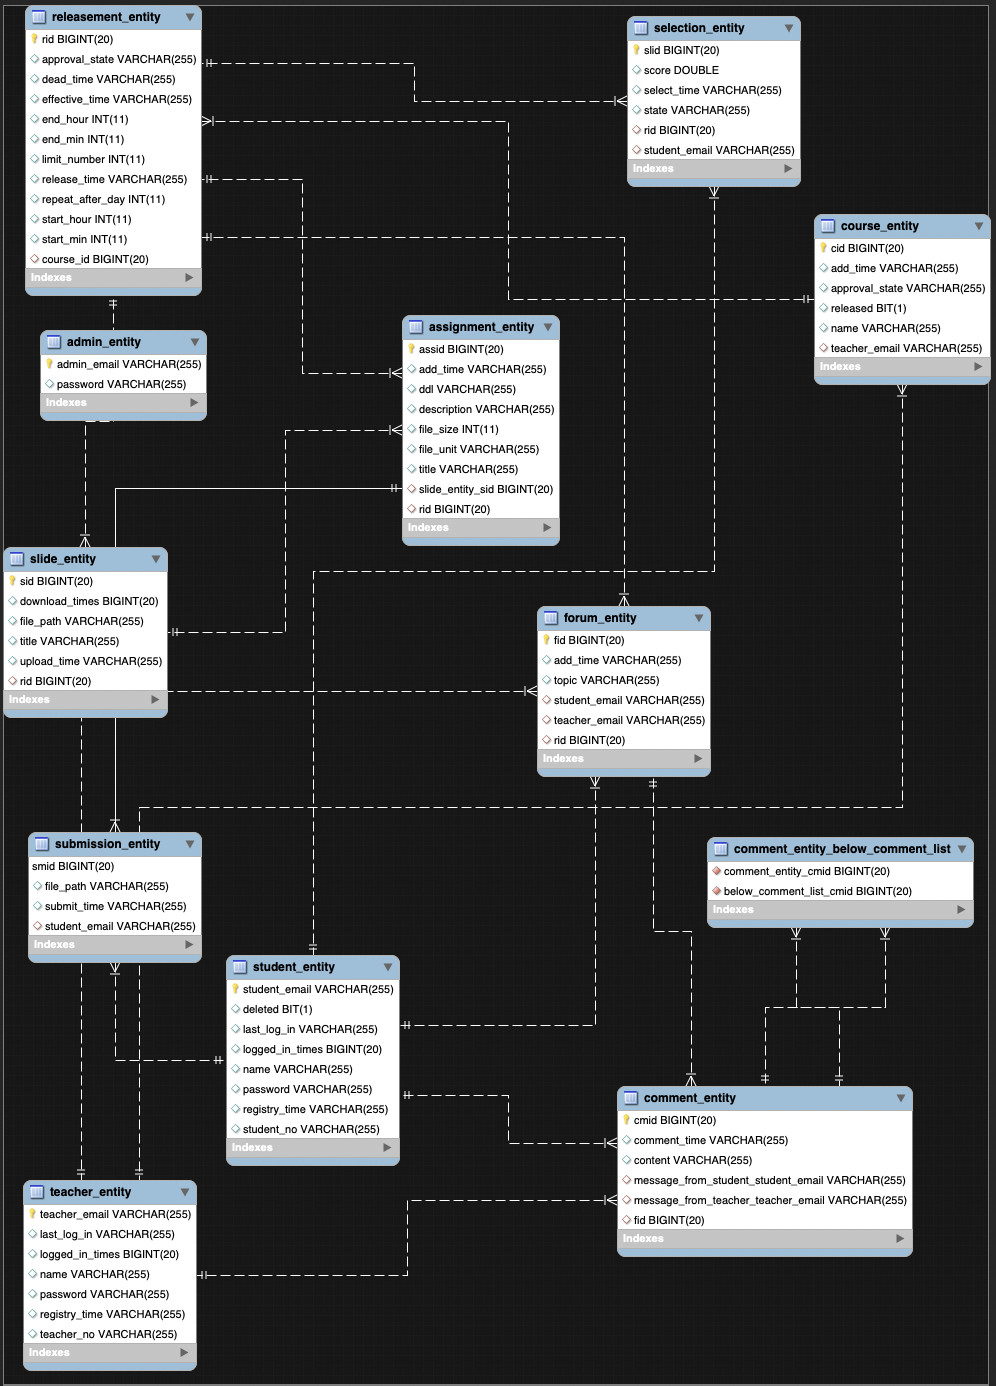 releasement_entity
rid BIGINT(20)
approval_state VARCHAR(255)
dead_time VARCHAR(255)
effective_time VARCHAR(255)
end_hour INT(11)
end_min INT(11)
limit_number INT(11)
release_time VARCHAR(255)
repeat_after_day INT(11)
start_hour INT(11)
start_min INT(11)
course_id BIGINT(20)
Indexes
selection_entity
slid BIGINT(20)
score DOUBLE
select_time VARCHAR(255)
state VARCHAR(255)
rid BIGINT(20)
student_email VARCHAR(255)
Indexes
course_entity
cid BIGINT(20)
add_time VARCHAR(255)
approval_state VARCHAR(255)
released BIT(1)
name VARCHAR(255)
teacher_email VARCHAR(255)
Indexes
admin_entity
admin_email VARCHAR(255)
password VARCHAR(255)
Indexes
assignment_entity
assid BIGINT(20)
add_time VARCHAR(255)
ddl VARCHAR(255)
description VARCHAR(255)
file_size INT(11)
file_unit VARCHAR(255)
title VARCHAR(255)
slide_entity_sid BIGINT(20)
rid BIGINT(20)
Indexes
slide_entity
sid BIGINT(20)
download_times BIGINT(20)
file_path VARCHAR(255)
title VARCHAR(255)
upload_time VARCHAR(255)
rid BIGINT(20)
Indexes
forum_entity
fid BIGINT(20)
add_time VARCHAR(255)
topic VARCHAR(255)
student_email VARCHAR(255)
teacher_email VARCHAR(255)
rid BIGINT(20)
Indexes
submission_entity
smid BIGINT(20)
file_path VARCHAR(255)
submit_time VARCHAR(255)
student_email VARCHAR(255)
Indexes
comment_entity_below_comment_list
comment_entity_cmid BIGINT(20)
below_comment_list_cmid BIGINT(20)
Indexes
student_entity
student_email VARCHAR(255)
deleted BIT(1)
last_log_in VARCHAR(255)
logged_in_times BIGINT(20)
name VARCHAR(255)
password VARCHAR(255)
registry_time VARCHAR(255)
student_no VARCHAR(255)
Indexes
comment_entity
cmid BIGINT(20)
comment_time VARCHAR(255)
content VARCHAR(255)
message_from_student_student_email VARCHAR(255)
message_from_teacher_teacher_email VARCHAR(255)
fid BIGINT(20)
Indexes
teacher_entity
teacher_email VARCHAR(255)
last_log_in VARCHAR(255)
logged_in_times BIGINT(20)
name VARCHAR(255)
password VARCHAR(255)
registry_time VARCHAR(255)
teacher_no VARCHAR(255)
Indexes